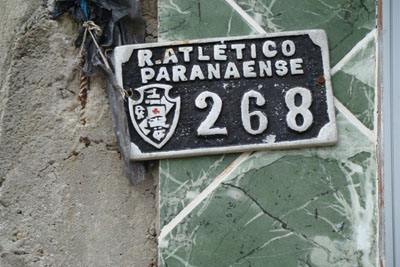 R. ATLÉTICO
PARANAENSE
268